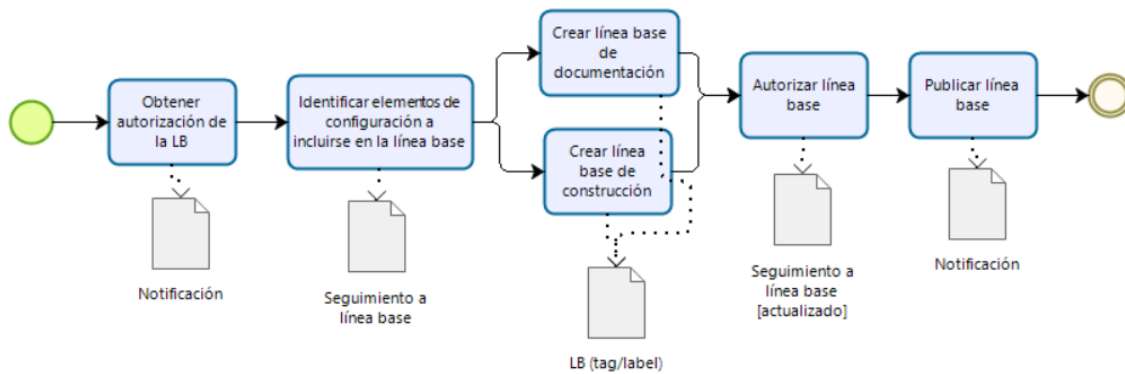 Obtener
autorización de
la LB
Identificar elementos de
configuración a
incluirse en la línea base
Crear línea base
de
documentación
Crear línea
base de
construcción
Autorizar línea
base
Publicar línea
base
Notificación
Seguimiento a
línea base
LB (tag/label)
Seguimiento a
línea base
[actualizado]
Notificación